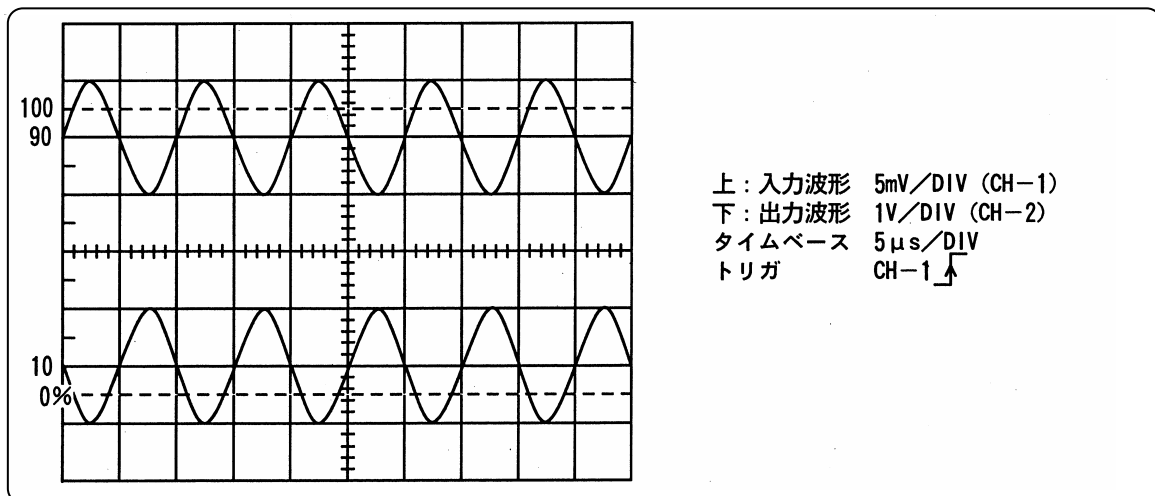 100
90
10
0%
上：入力波形 5mV／DIV（CH－1）
下：出力波形 1V／DIV（CH－2）
タイムベース 5μs／DIV
トリガ CH－1